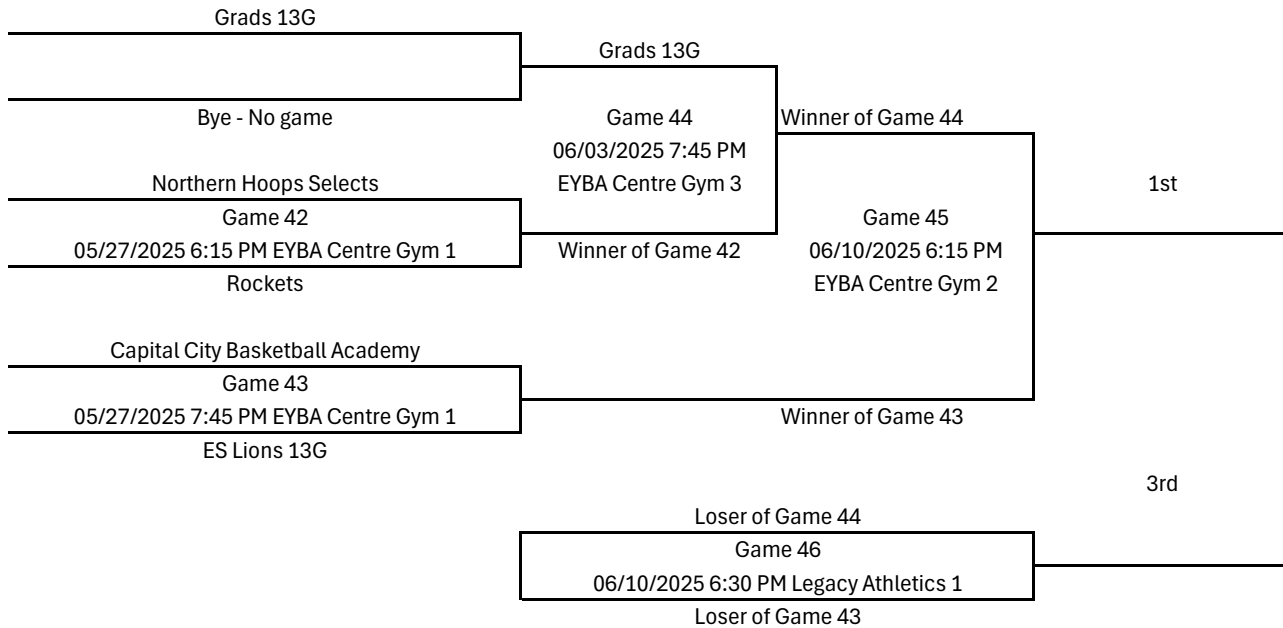 Grads 13G
Bye - No game
Northern Hoops Selects
Game 42
05/27/2025 6:15 PM EYBA Centre Gym 1
Rockets
Capital City Basketball Academy
Game 43
05/27/2025 7:45 PM EYBA Centre Gym 1
ES Lions 13G
Grads 13G
Game 44
06/03/2025 7:45 PM
EYBA Centre Gym 3
Winner of Game 42
Winner of Game 44
Game 45
06/10/2025 6:15 PM
EYBA Centre Gym 2
Winner of Game 43
1st
Loser of Game 44
Game 46
06/10/2025 6:30 PM Legacy Athletics 1
Loser of Game 43
3rd